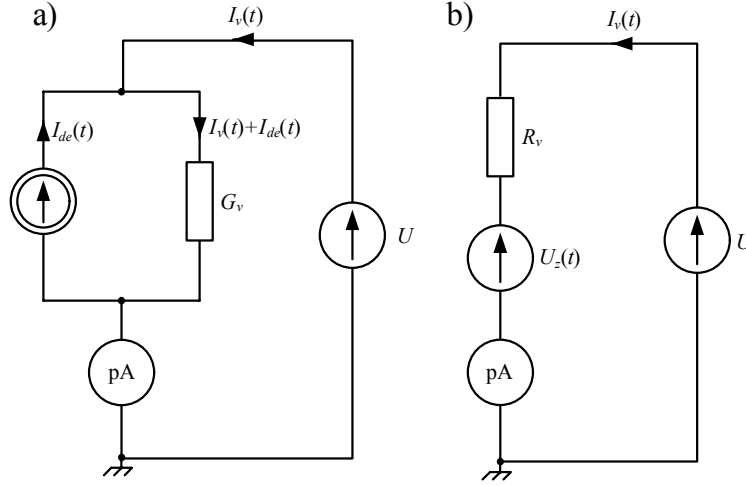 a)
I_v(t)
I_de(t)
I_v(t)+I_de(t)
G_v
U
pA
b)
I_v(t)
R_v
U_z(t)
U
pA